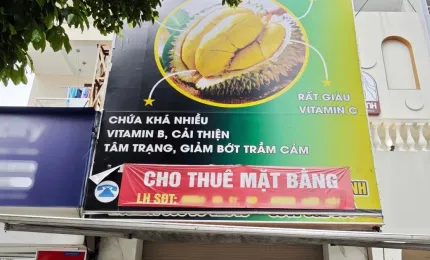 RẤT GIÀU
VITAMIN C
CHỨA KHÁ NHIỀU
VITAMIN B, CẢI THIỆN
TÂM TRẠNG, GIẢM BỚT TRẦM CẢM
CHO THUÊ MẶT BẰNG
LH SĐT: